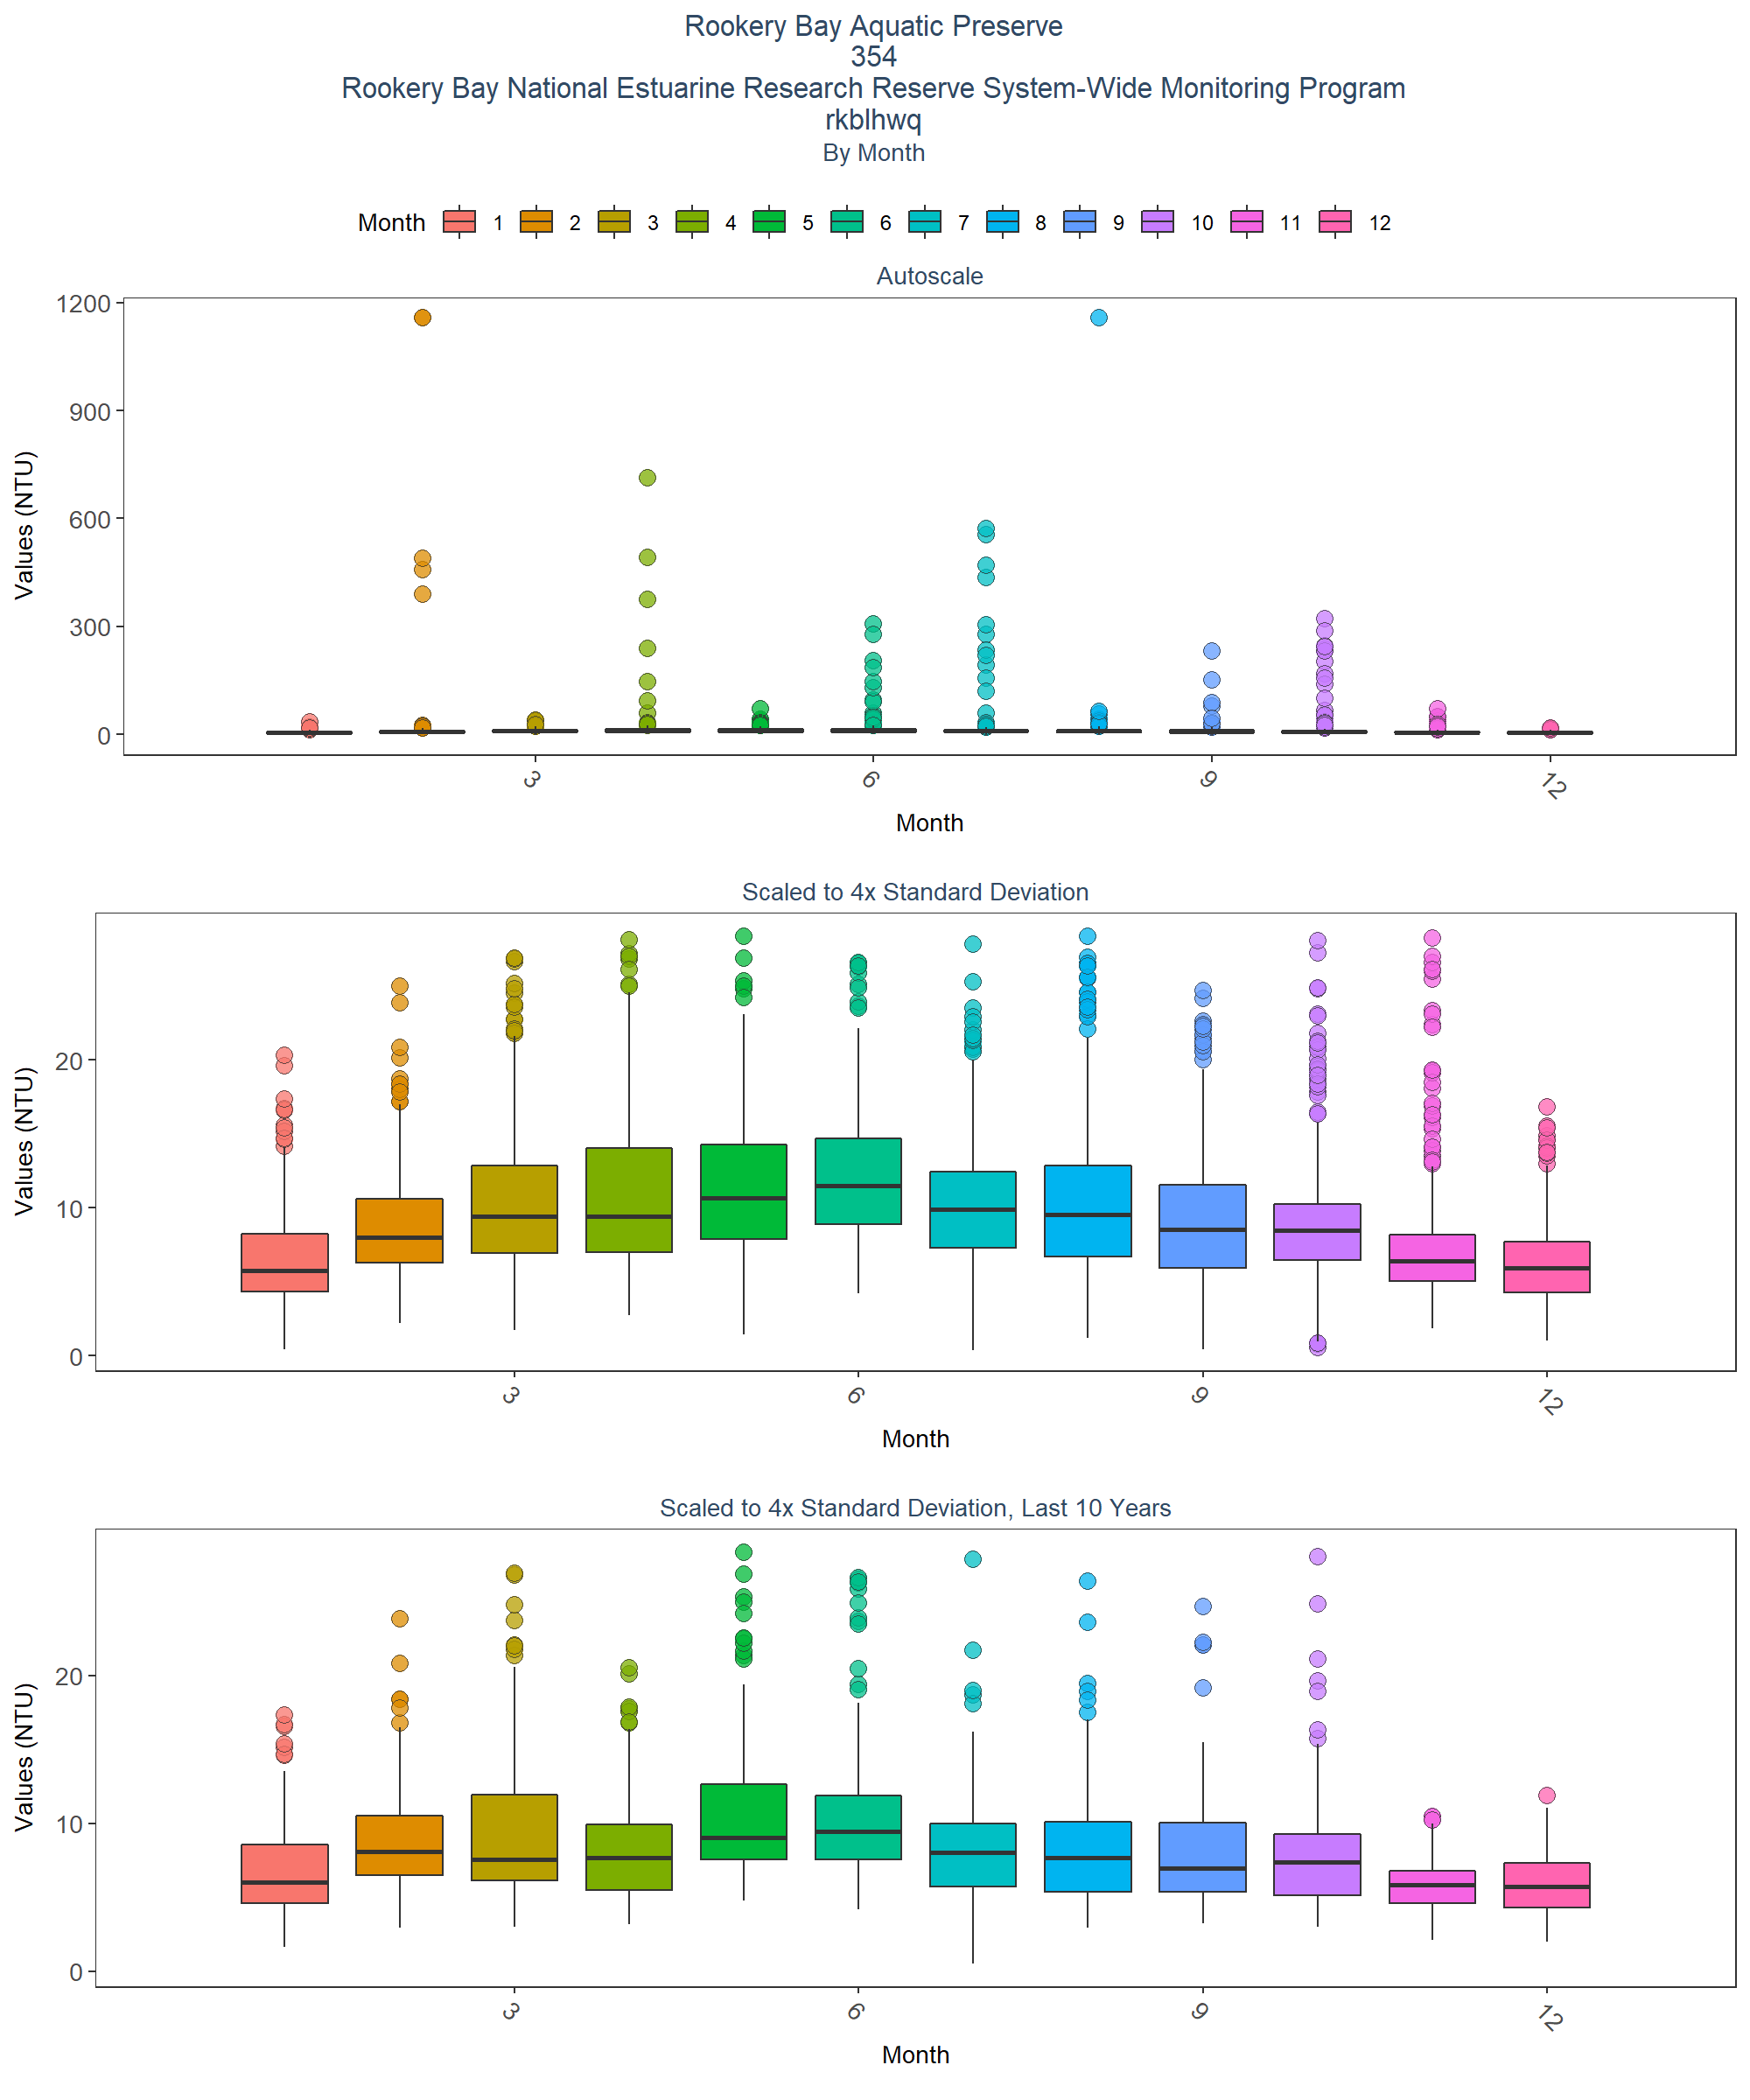 Rookery Bay Aquatic Preserve
354
Rookery Bay National Estuarine Research Reserve System-Wide Monitoring Program
rkblhwq
By Month
Month 1 2 3 4 5 6 7 8 9 10 11 12
Autoscale
1200
900
600
300
0
Values (NTU)
3 6 9 12
Month
Scaled to 4x Standard Deviation
20
10
0
Values (NTU)
3 6 9 12
Month
Scaled to 4x Standard Deviation, Last 10 Years
20
10
0
Values (NTU)
3 6 9 12
Month